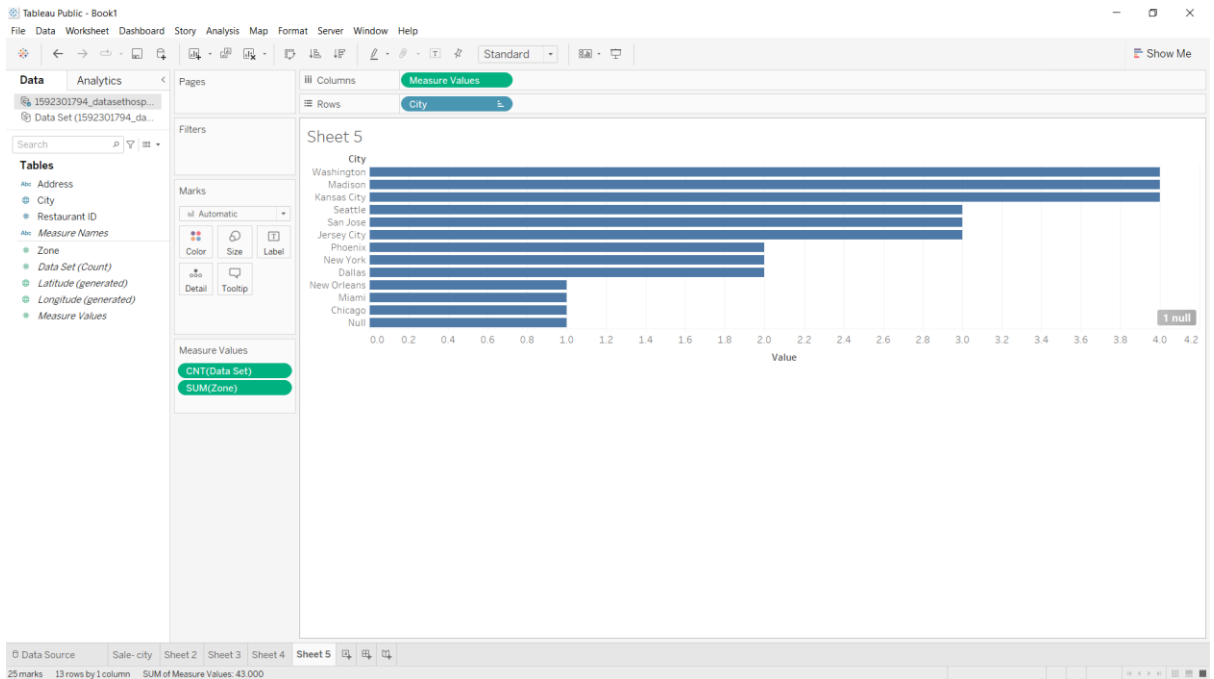 Tableau Public - Book1
File Data Worksheet Dashboard Story Analysis Map Format Server Window Help
Standard
Show Me
Data Analytics
Pages
Columns Measure Values
1592301794_datasethosp...
Rows City
Data Set (1592301794_da...
Filters
Sheet 5
Search
Tables
City
Washington
Madison
Kansas City
Seattle
San Jose
Jersey City
Phoenix
New York
Dallas
New Orleans
Miami
Chicago
Null
1 null
0.0 0.2 0.4 0.6 0.8 1.0 1.2 1.4 1.6 1.8 2.0 2.2 2.4 2.6 2.8 3.0 3.2 3.4 3.6 3.8 4.0 4.2
Value
Abc Address
City
Restaurant ID
Abc Measure Names
Zone
Data Set (Count)
Latitude (generated)
Longitude (generated)
Measure Values
Marks
Automatic
Color Size Label
Detail Tooltip
Measure Values
CNT(Data Set)
SUM(Zone)
Data Source Sale- city Sheet 2 Sheet 3 Sheet 4 Sheet 5
25 marks 13 rows by 1 column SUM of Measure Values: 43.000